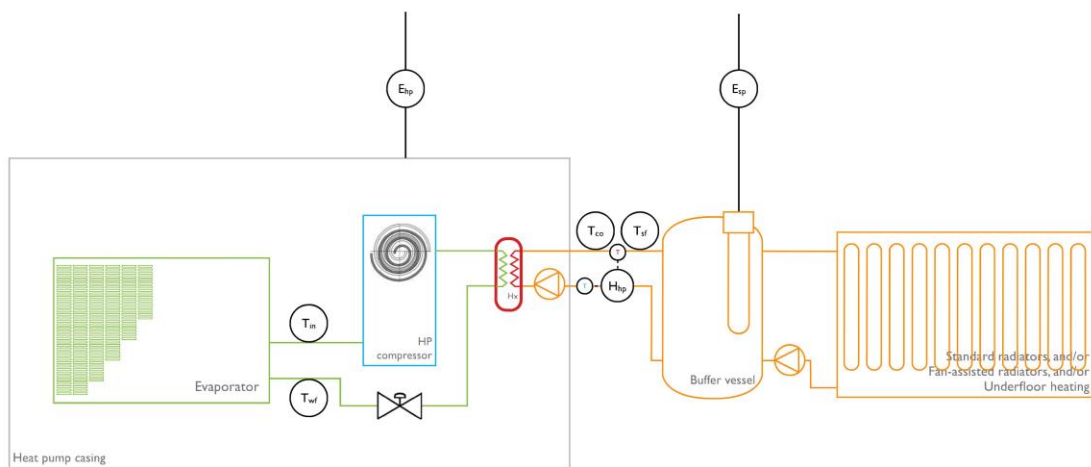 Ehp
Esp
Tco
Tsf
T
T
Hhp
Hx
Tin
HP
compressor
Evaporator
Twf
Buffer vessel
Standard radiators, and/or
Fan-assisted radiators, and/or
Underfloor heating
Heat pump casing